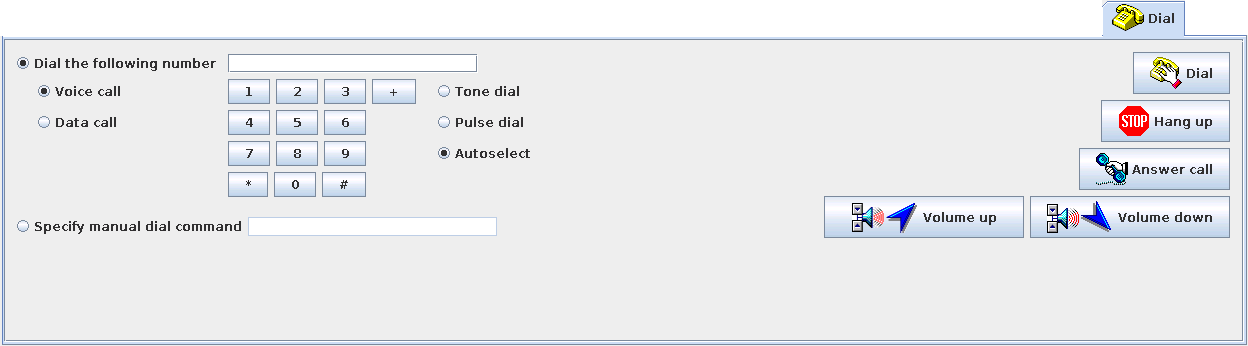 Dial
Dial the following number
Dial
Voice call 1 2 3 + Tone dial
Data call 4 5 6 Pulse dial
STOP Hang up
7 8 9 Autoselect
Answer call
* 0 #
Specify manual dial command
Volume up Volume down